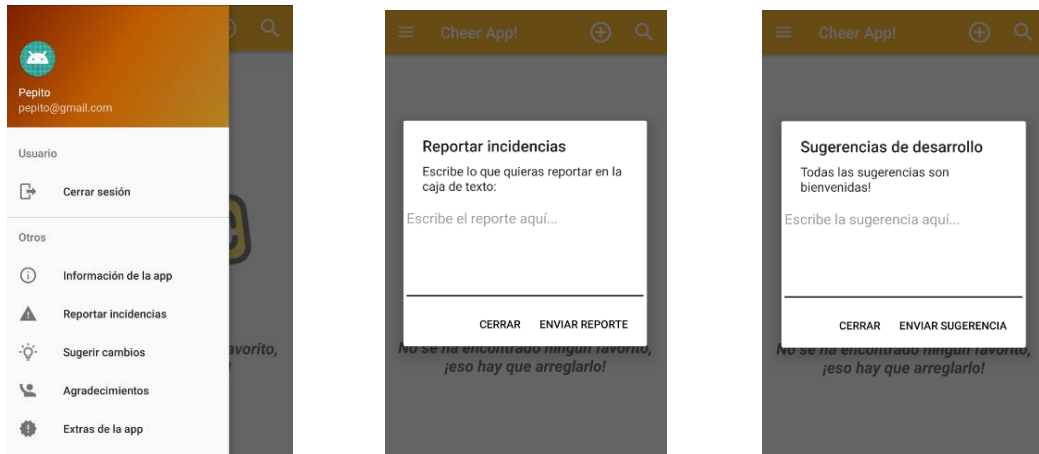 Pepito
pepito@gmail.com
Usuario
Cerrar sesión
Otros
Información de la app
Reportar incidencias
Sugerir cambios
Agradecimientos
Extras de la app
avorito,
Cheer App!
Reportar incidencias
Escribe lo que quieras reportar en la
caja de texto:
Escribe el reporte aquí...
CERRAR ENVIAR REPORTE
No se ha encontrado ningún favorito,
¡eso hay que arreglarlo!
Cheer App!
Sugerencias de desarrollo
Todas las sugerencias son
bienvenidas!
Escribe la sugerencia aquí...
CERRAR ENVIAR SUGERENCIA
No se ha encontrado ningún favorito,
¡eso hay que arreglarlo!